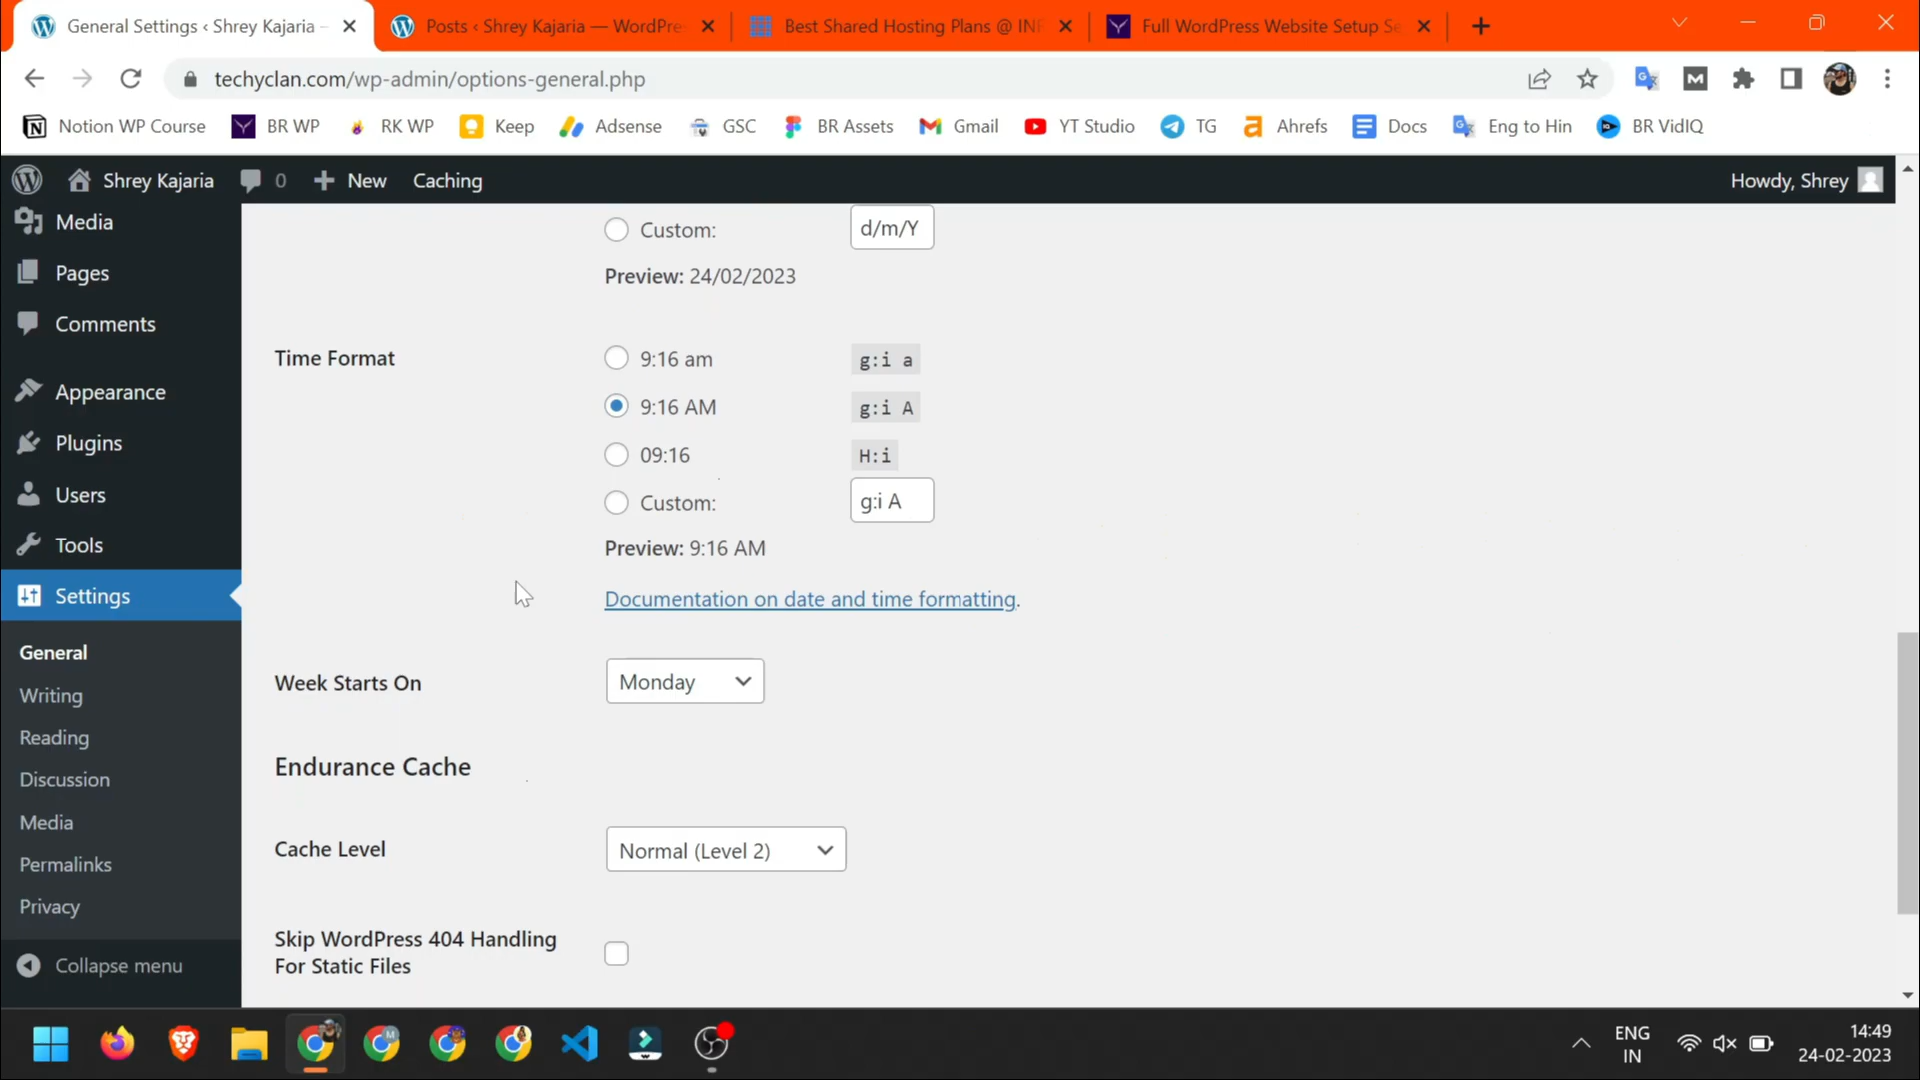 General Settings ‹ Shrey Kajaria –
Posts ‹ Shrey Kajaria — WordPre
Best Shared Hosting Plans @ INR
Full WordPress Website Setup Se
techyclan.com/wp-admin/options-general.php
Notion WP Course
BR WP
RK WP
Keep
Adsense
GSC
BR Assets
Gmail
YT Studio
TG
Ahrefs
Docs
Eng to Hin
BR VidIQ
Shrey Kajaria
0
New
Caching
Howdy, Shrey
Media
Pages
Comments
Appearance
Plugins
Users
Tools
Settings
General
Writing
Reading
Discussion
Media
Permalinks
Privacy
Collapse menu
Custom: d/m/Y
Preview: 24/02/2023
Time Format
9:16 am g:i a
9:16 AM g:i A
09:16 H:i
Custom: g:i A
Preview: 9:16 AM
Documentation on date and time formatting.
Week Starts On
Monday
Endurance Cache
Cache Level
Normal (Level 2)
Skip WordPress 404 Handling
For Static Files
ENG
IN
14:49
24-02-2023